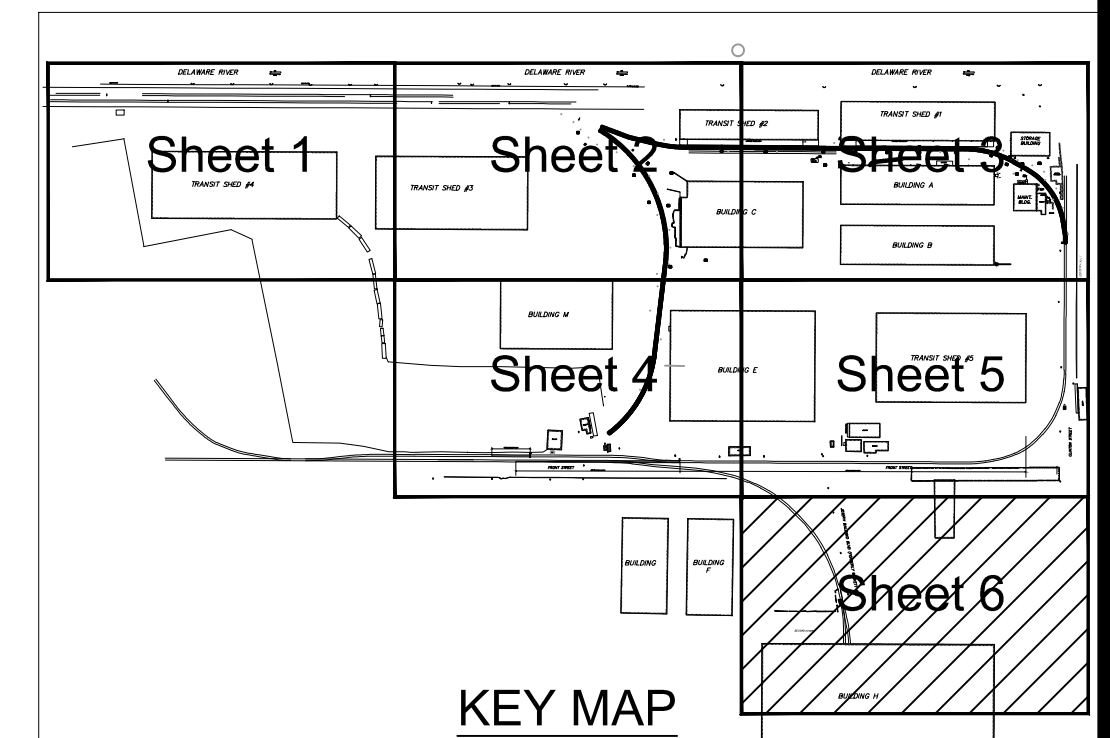 DELAWARE RIVER
DELAWARE RIVER
DELAWARE RIVER
TRANSIT SHED #2
TRANSIT SHED #1
STORAGE
BUILDING
Sheet 1
Sheet 2
Sheet 3
TRANSIT SHED #4
TRANSIT SHED #3
BUILDING A
MAINT.
BLDG.
BUILDING C
BUILDING B
BUILDING M
Sheet 4
BUILDING E
Sheet 5
TRANSIT SHED #5
CLINTON STREET
FRONT STREET
FRONT STREET
BUILDING
BUILDING
F
Sheet 6
BUILDING H
KEY MAP